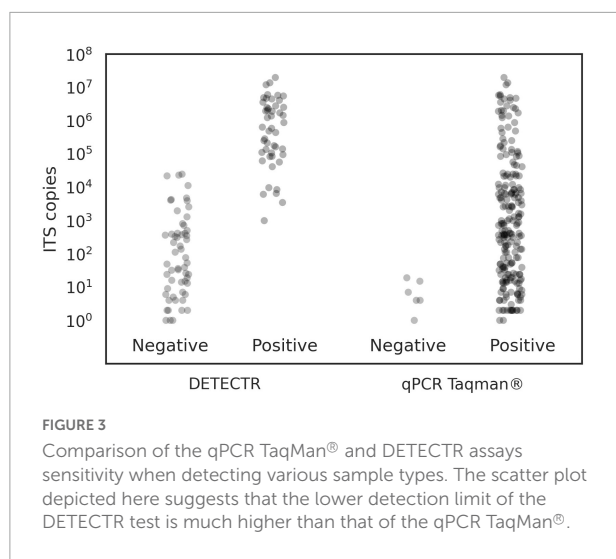 10⁸
10⁷
10⁶
10⁵
10⁴
10³
10²
10¹
10⁰
ITS copies
Negative Positive Negative Positive
DETECTR qPCR Taqman®
FIGURE 3
Comparison of the qPCR TaqMan® and DETECTR assays
sensitivity when detecting various sample types. The scatter plot
depicted here suggests that the lower detection limit of the
DETECTR test is much higher than that of the qPCR TaqMan®.